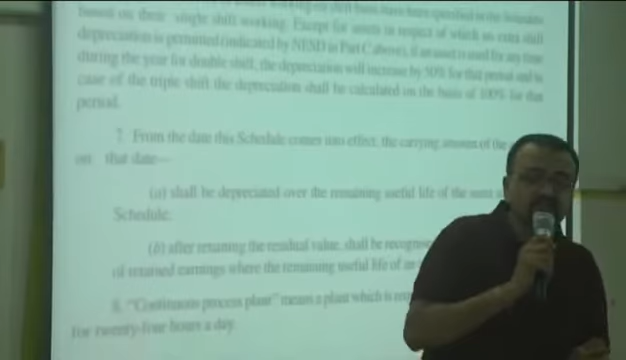 based on their single shift working. Except for assets in respect of which no extra shift
depreciation is permitted (indicated by NESD in Part C above), if an asset is used for any time
during the year for double shift, the depreciation will increase by 50% for that period and in
case of the triple shift the depreciation shall be calculated on the basis of 100% for that
period.
7. From the date this Schedule comes into effect, the carrying amount of the
on that date—
(a) shall be depreciated over the remaining useful life of the asset
Schedule;
(b) after retaining the residual value, shall be recognised
of retained earnings where the remaining useful life of an
8. "Continuous process plant" means a plant which is
for twenty-four hours a day.